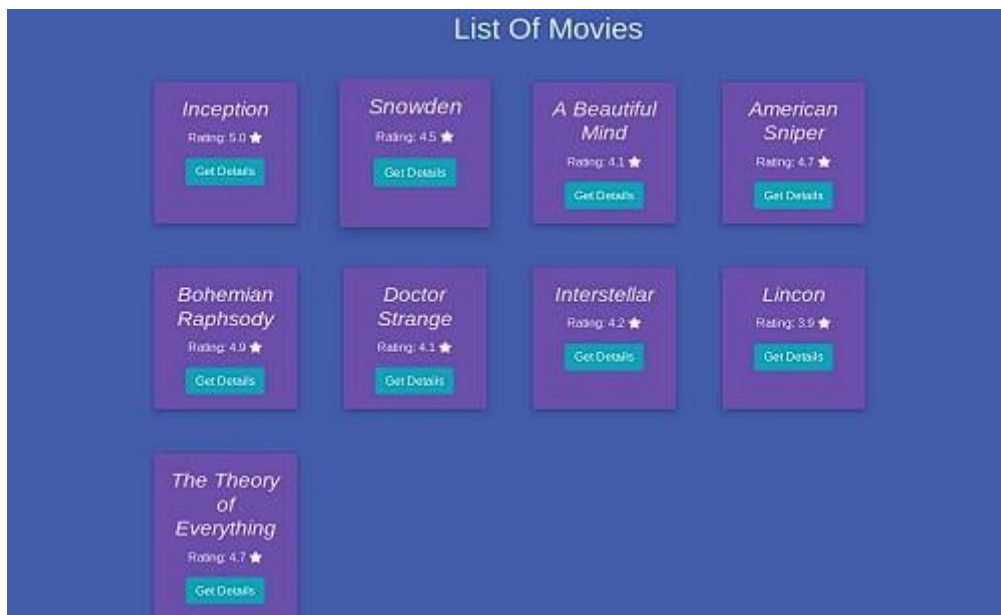 List Of Movies
Inception
Rating: 5.0
Get Details
Snowden
Rating: 4.5
Get Details
A Beautiful
Mind
Rating: 4.1
Get Details
American
Sniper
Rating: 4.7
Get Details
Bohemian
Raphsody
Rating: 4.9
Get Details
Doctor
Strange
Rating: 4.1
Get Details
Interstellar
Rating: 4.2
Get Details
Lincon
Rating: 3.9
Get Details
The Theory
of
Everything
Rating: 4.7
Get Details